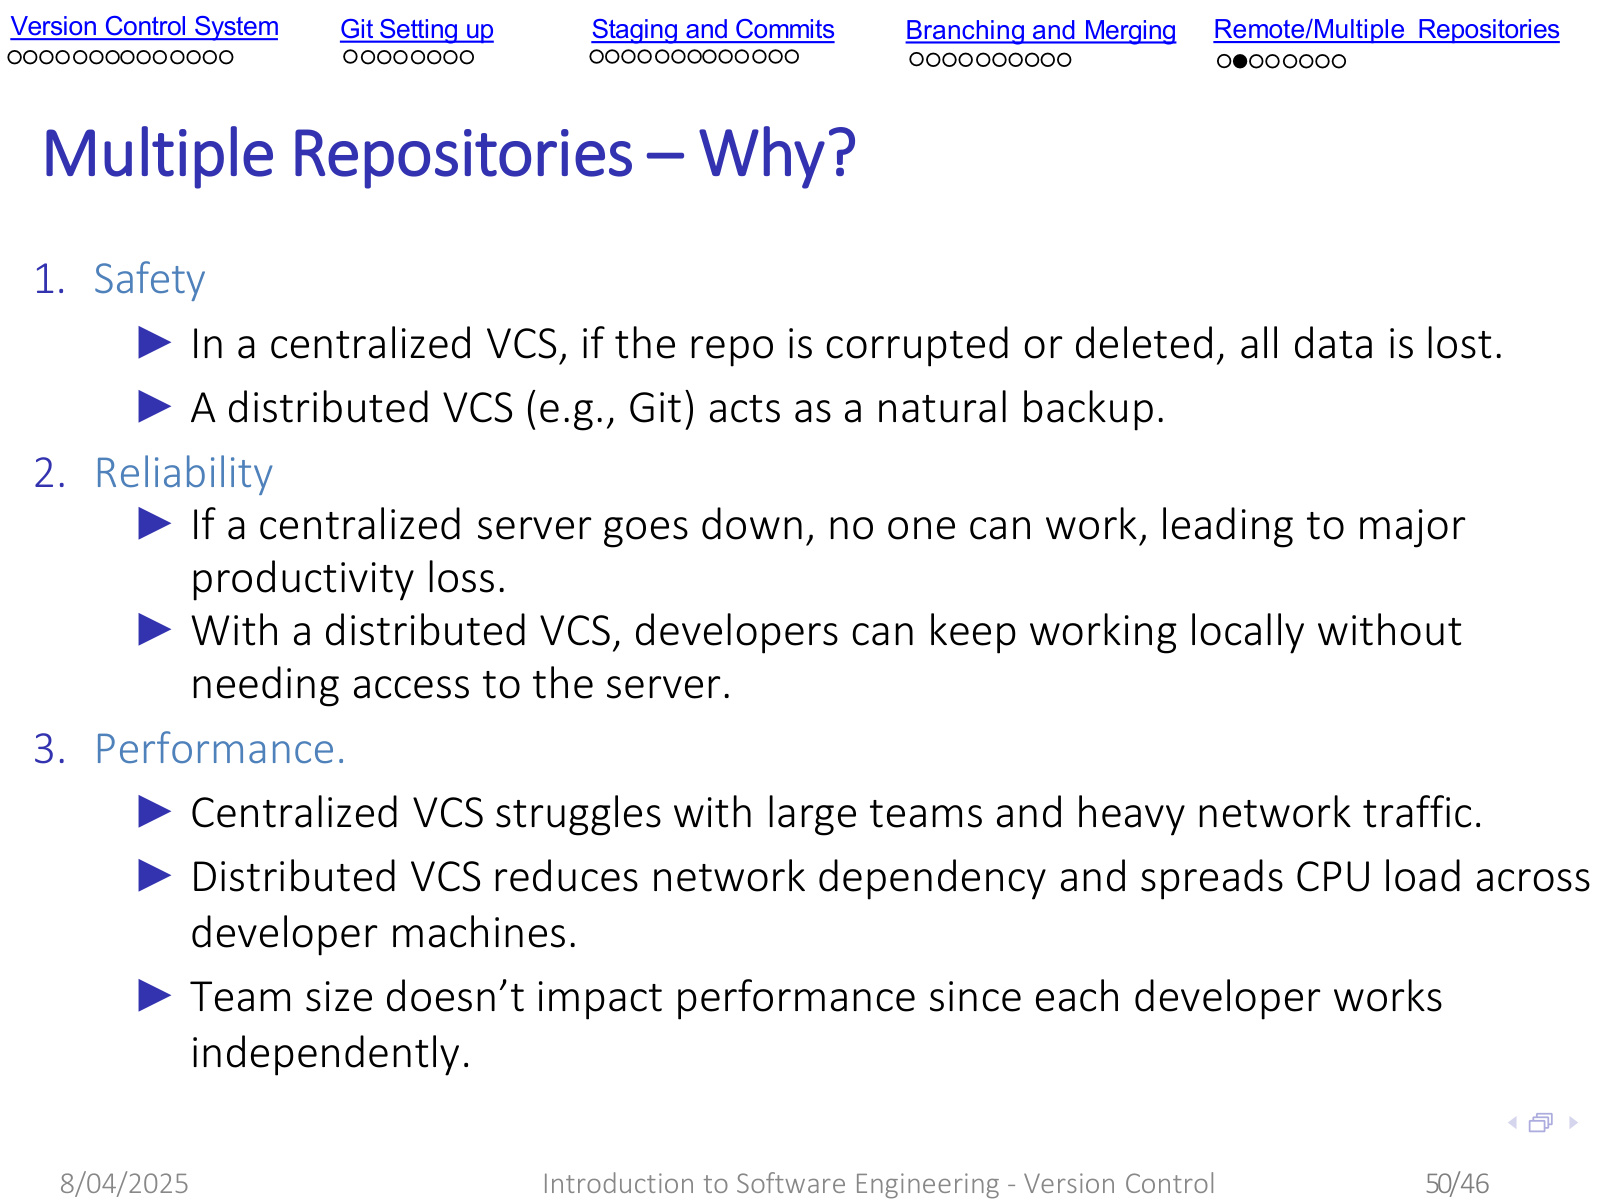 Version Control System
Git Setting up
Staging and Commits
Branching and Merging
Remote/Multiple Repositories
Multiple Repositories – Why?
1. Safety
In a centralized VCS, if the repo is corrupted or deleted, all data is lost.
A distributed VCS (e.g., Git) acts as a natural backup.
2. Reliability
If a centralized server goes down, no one can work, leading to major
productivity loss.
With a distributed VCS, developers can keep working locally without
needing access to the server.
3. Performance.
Centralized VCS struggles with large teams and heavy network traffic.
Distributed VCS reduces network dependency and spreads CPU load across
developer machines.
Team size doesn’t impact performance since each developer works
independently.
8/04/2025
Introduction to Software Engineering - Version Control
50/46